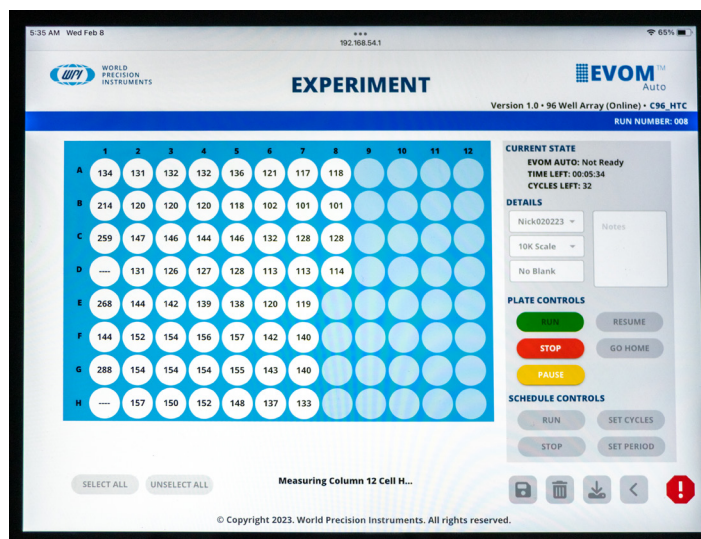 5:35 AM Wed Feb 8
192.168.54.1
65%
WPI WORLD
PRECISION
INSTRUMENTS
EXPERIMENT
EVOM™
Auto
Version 1.0 • 96 Well Array (Online) • C96_HTC
RUN NUMBER: 008
1 2 3 4 5 6 7 8 9 10 11 12
A 134 131 132 132 136 121 117 118
B 214 120 120 120 118 102 101 101
C 259 147 146 144 146 132 128 128
D ---- 131 126 127 128 113 113 114
E 268 144 142 139 138 120 119
F 144 152 154 156 157 142 140
G 288 154 154 154 155 143 140
H ---- 157 150 152 148 137 133
CURRENT STATE
EVOM AUTO: Not Ready
TIME LEFT: 00:05:34
CYCLES LEFT: 32
DETAILS
Nick020223
Notes
10K Scale
No Blank
PLATE CONTROLS
RUN RESUME
STOP GO HOME
PAUSE
SCHEDULE CONTROLS
RUN SET CYCLES
STOP SET PERIOD
SELECT ALL UNSELECT ALL Measuring Column 12 Cell H...
© Copyright 2023. World Precision Instruments. All rights reserved.